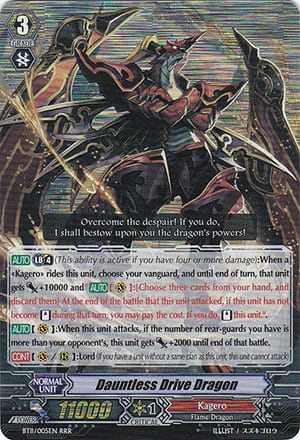 3
GRADE
Overcome the despair! If you do,
I shall bestow upon you the dragon's powers!
AUTO LB 4 (This ability is active if you have four or more damage):When a
«Kagero» rides this unit, choose your vanguard, and until end of turn, that unit
gets +10000 and AUTO :[Choose three cards from your hand, and
discard them] At the end of the battle that this unit attacked, if this unit has not
become during that turn, you may pay the cost. If you do, this unit.".
AUTO :When this unit attacks, if the number of rear-guards you have is
more than your opponent's, this unit gets +2000 until end of that battle.
CONT :Lord (If you have a unit without a same clan as this unit, this unit cannot attack)
NORMAL
UNIT
Dauntless Drive Dragon
POWER
11000
1
CRITICAL
Kagero
Flame Dragon
BT8/005EN RRR
ILLUST / スズキゴロウ